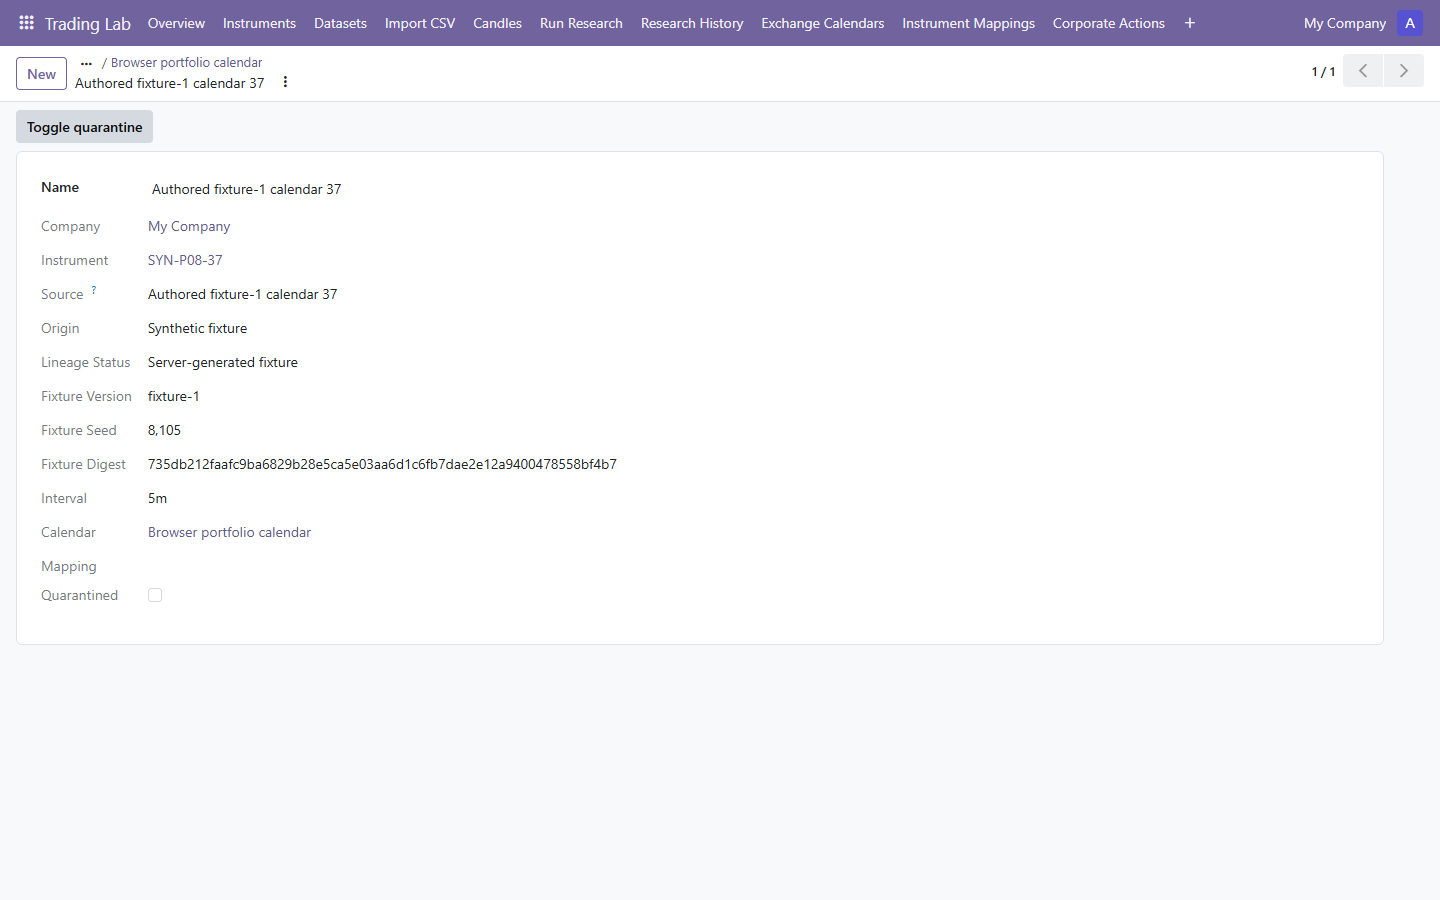 Trading Lab Overview Instruments Datasets Import CSV Candles Run Research Research History Exchange Calendars Instrument Mappings Corporate Actions + My Company A
New ... / Browser portfolio calendar
Authored fixture-1 calendar 37
1 / 1
Toggle quarantine
Name Authored fixture-1 calendar 37
Company My Company
Instrument SYN-P08-37
Source ? Authored fixture-1 calendar 37
Origin Synthetic fixture
Lineage Status Server-generated fixture
Fixture Version fixture-1
Fixture Seed 8,105
Fixture Digest 735db212faafc9ba6829b28e5ca5e03aa6d1c6fb7dae2e12a9400478558bf4b7
Interval 5m
Calendar Browser portfolio calendar
Mapping
Quarantined